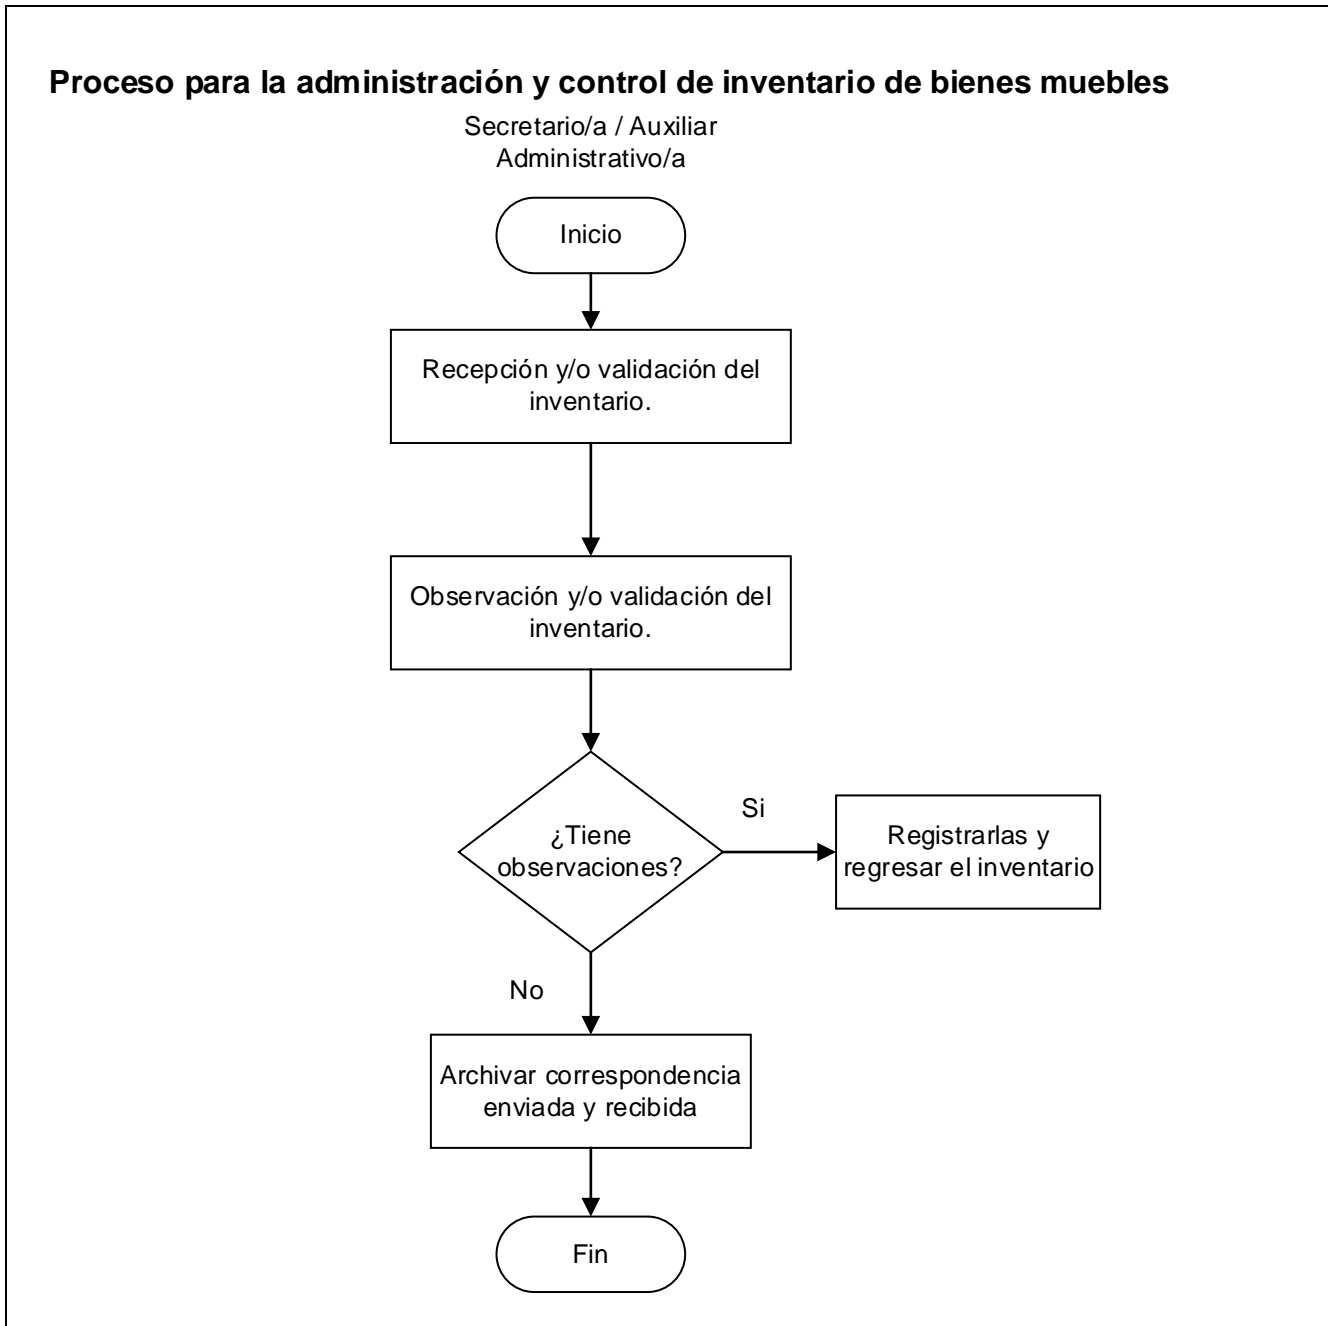 Proceso para la administración y control de inventario de bienes muebles
Secretario/a / Auxiliar
Administrativo/a
Inicio
Recepción y/o validación del
inventario.
Observación y/o validación del
inventario.
¿Tiene
observaciones?
Si
Registrarlas y
regresar el inventario
No
Archivar correspondencia
enviada y recibida
Fin